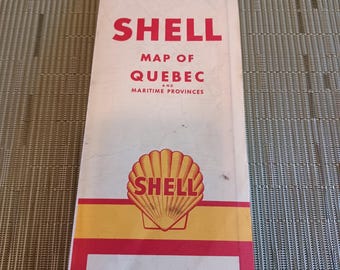 SHELL
MAP OF
QUEBEC
AND
MARITIME PROVINCES
SHELL